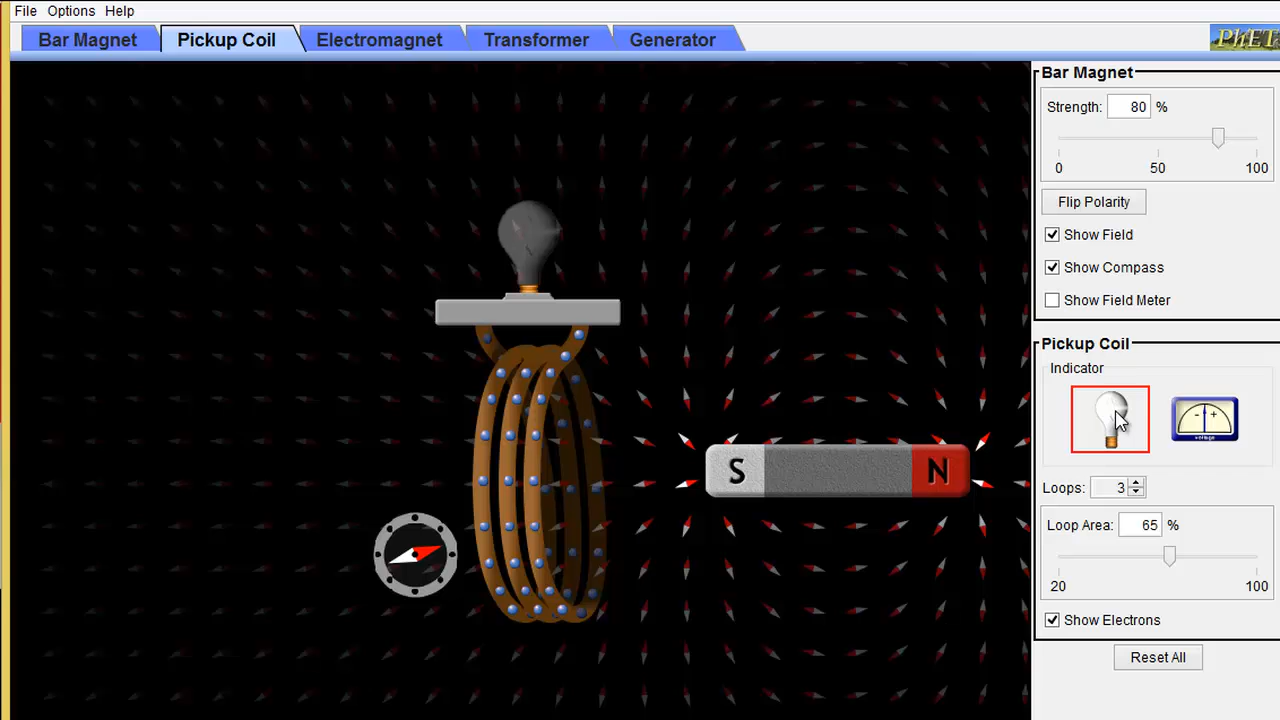 File Options Help
Bar Magnet Pickup Coil Electromagnet Transformer Generator PhET
Bar Magnet
Strength: 80 %
0 50 100
Flip Polarity
Show Field
Show Compass
Show Field Meter
Pickup Coil
Indicator
- +
voltage
Loops: 3
Loop Area: 65 %
20 100
Show Electrons
Reset All
S N